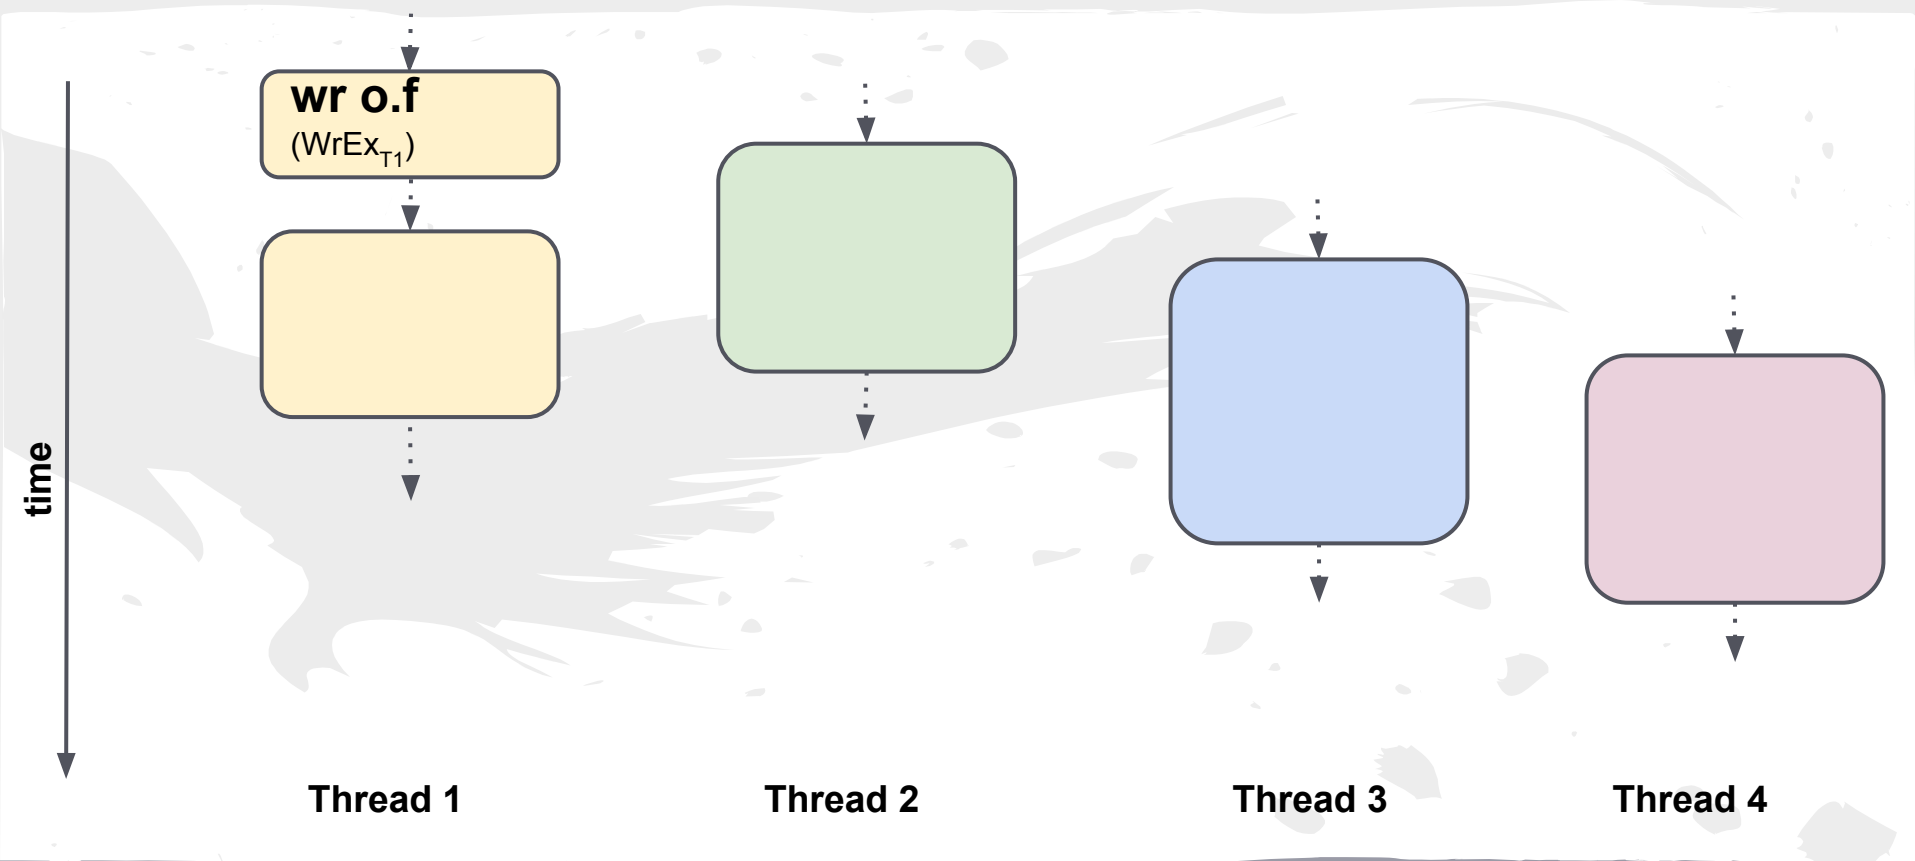 wr o.f
(WrExT1)
time
Thread 1
Thread 2
Thread 3
Thread 4